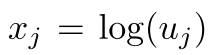 x_j = log(u_j)